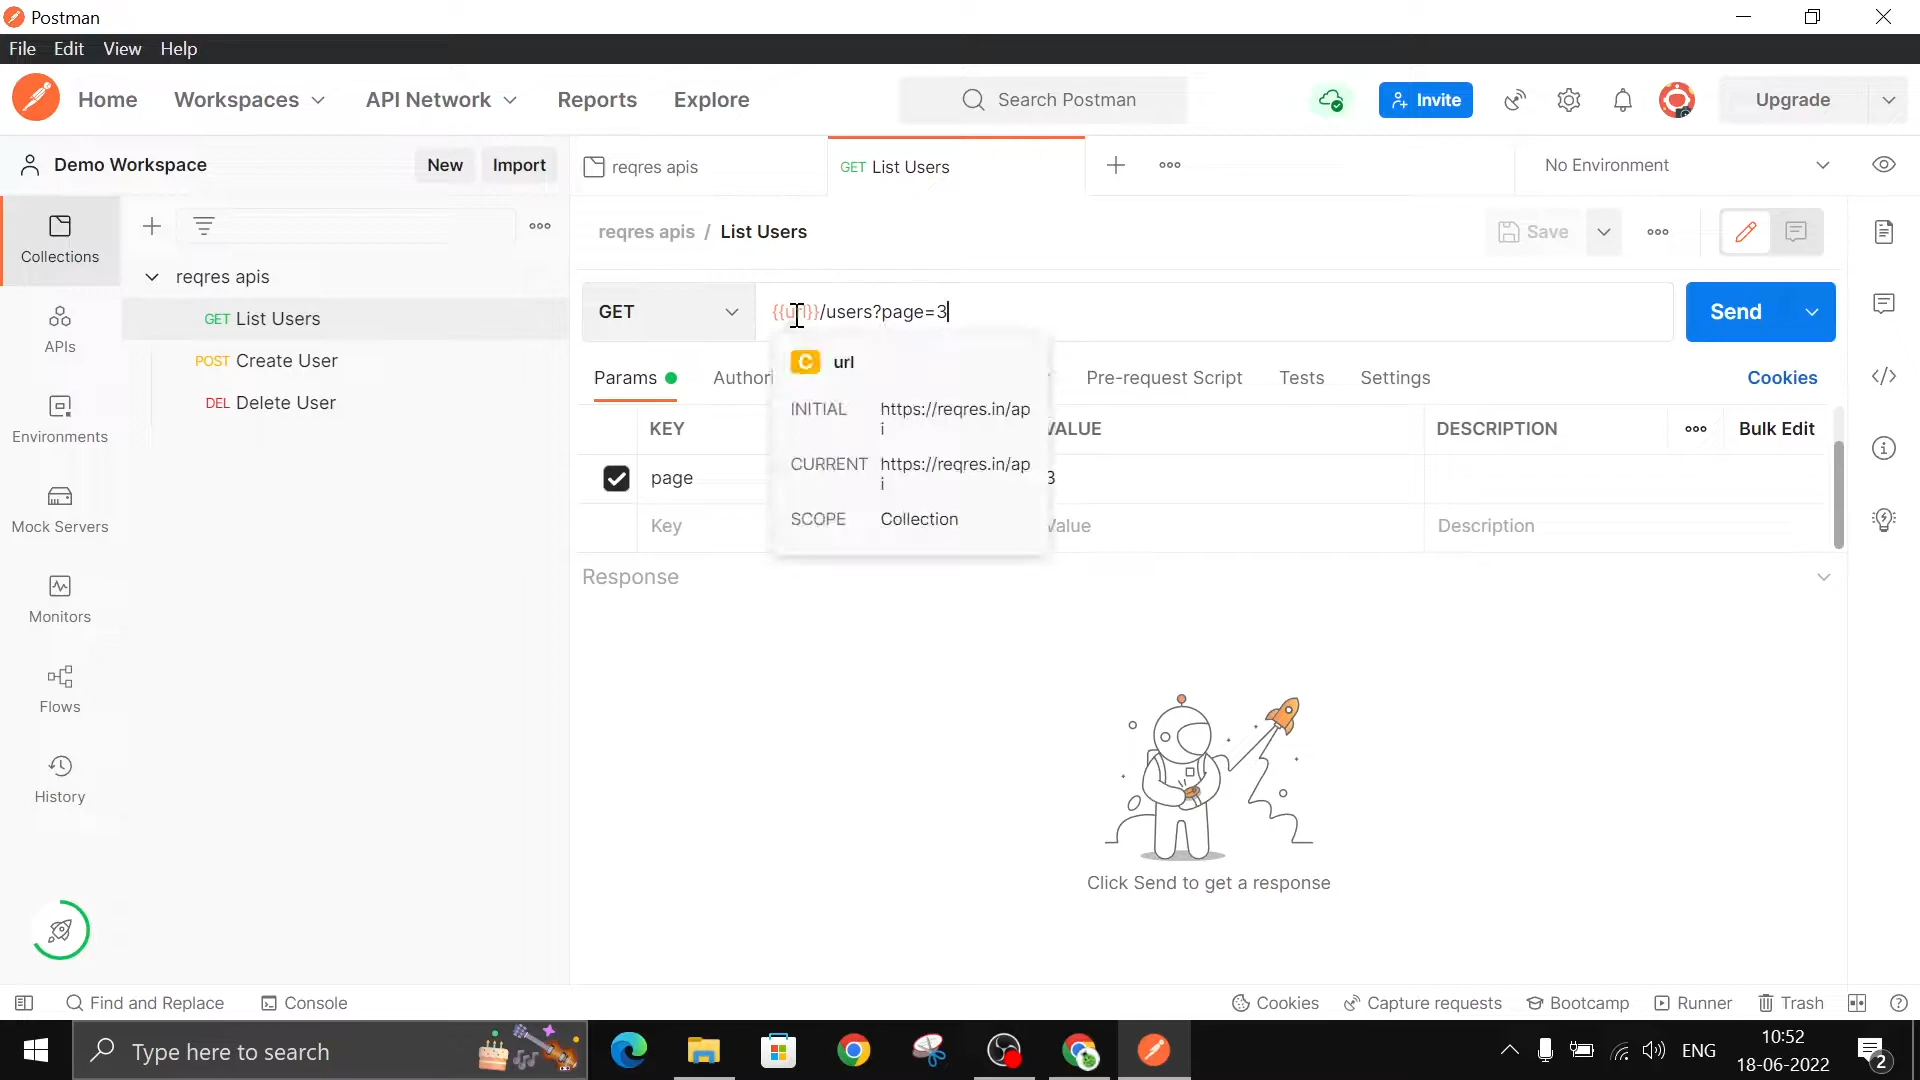 Postman
File Edit View Help
Home Workspaces API Network Reports Explore Search Postman Invite Upgrade
Demo Workspace New Import reqres apis GET List Users No Environment
Collections
reqres apis / List Users Save
reqres apis
GET List Users
POST Create User
DEL Delete User
APIs
Environments
Mock Servers
Monitors
Flows
History
GET {{url}}/users?page=3 Send
C url
INITIAL https://reqres.in/ap
i
CURRENT https://reqres.in/ap
i
SCOPE Collection
Params Authori Pre-request Script Tests Settings Cookies
KEY VALUE DESCRIPTION Bulk Edit
page 3
Key Value Description
Response
Click Send to get a response
Find and Replace Console Cookies Capture requests Bootcamp Runner Trash
Type here to search ENG 10:52
18-06-2022 2